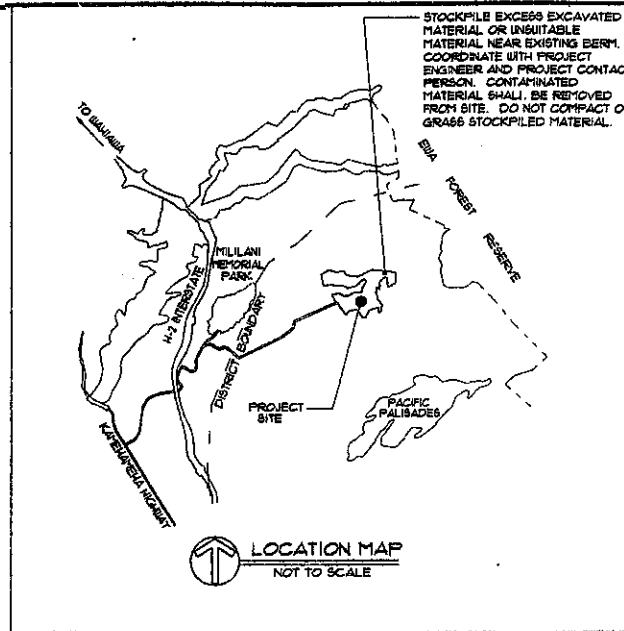 STOCKPILE EXCESS EXCAVATED
MATERIAL OR UNSUITABLE
MATERIAL NEAR EXISTING BERM.
COORDINATE WITH PROJECT
ENGINEER AND PROJECT CONTAC
PERSON. CONTAMINATED
MATERIAL SHALL BE REMOVED
FROM SITE. DO NOT COMPACT O
GRASS STOCKPILED MATERIAL.
TO WAHIAWA
EWA FOREST RESERVE
MILILANI
MEMORIAL
PARK
H-2 INTERSTATE
DISTRICT BOUNDARY
PROJECT
SITE
PACIFIC
PALISADES
KAMEHAMEHA HIGHWAY
LOCATION MAP
NOT TO SCALE